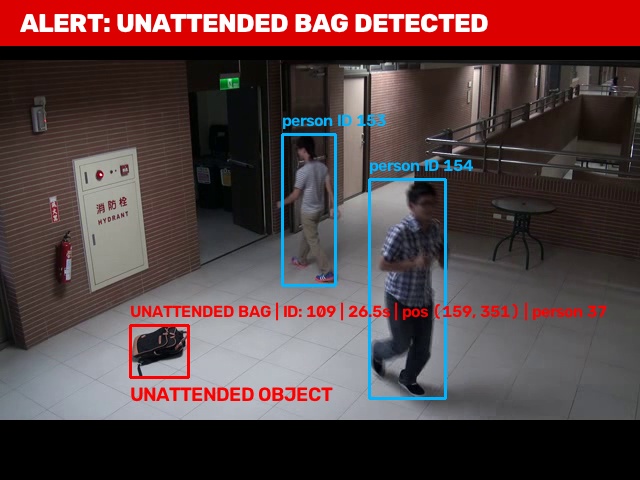 ALERT: UNATTENDED BAG DETECTED
person ID 153
person ID 154
消防栓
HYDRANT
UNATTENDED BAG | ID: 109 | 26.5s | pos (159, 351) | person 37
UNATTENDED OBJECT